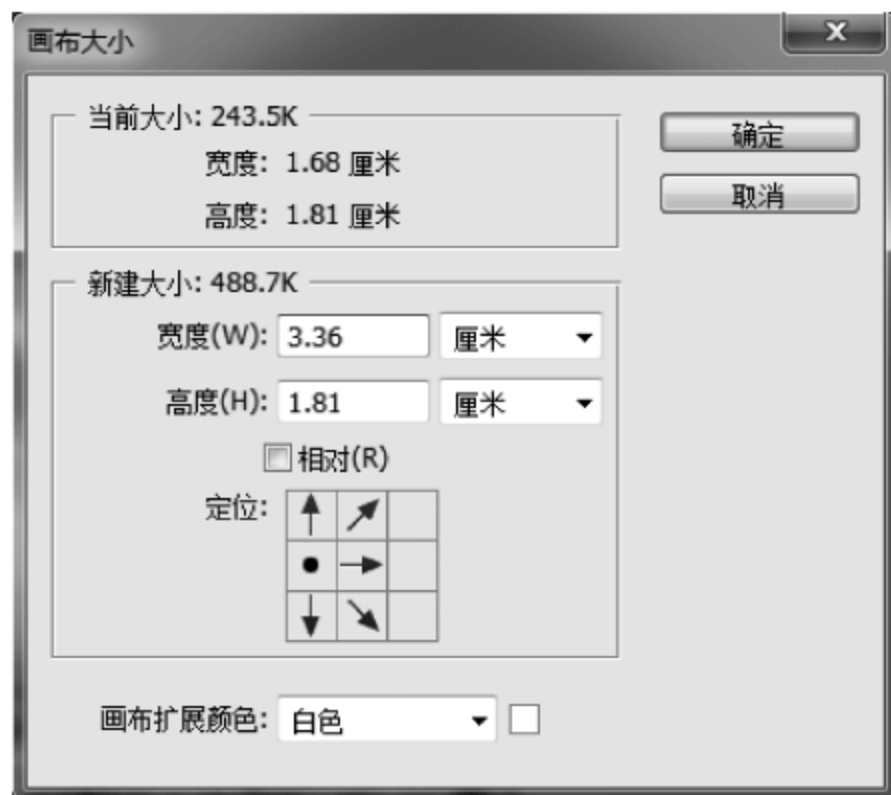 画布大小
当前大小: 243.5K
宽度: 1.68 厘米
高度: 1.81 厘米
确定
取消
新建大小: 488.7K
宽度(W): 3.36 厘米
高度(H): 1.81 厘米
相对(R)
定位:
画布扩展颜色: 白色